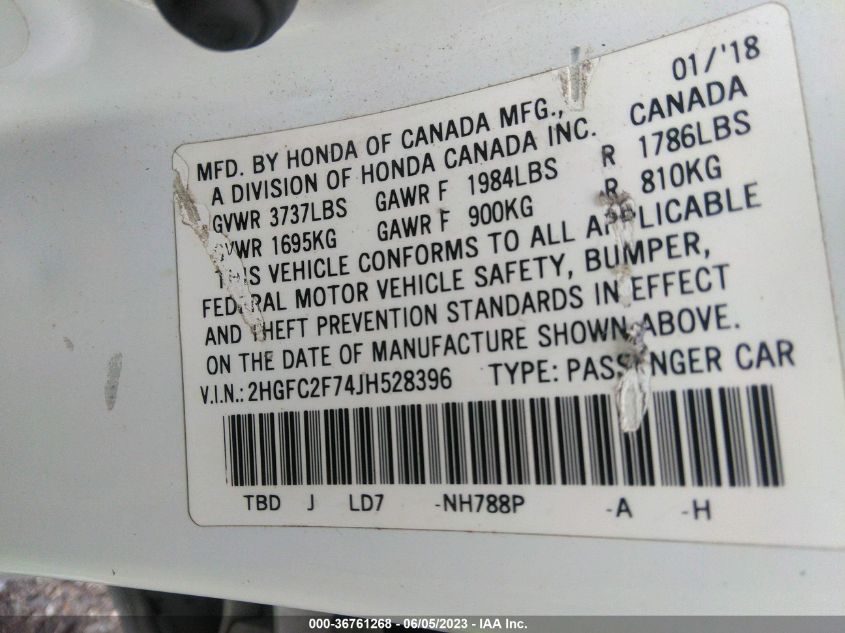 01/'18
MFD. BY HONDA OF CANADA MFG.,
A DIVISION OF HONDA CANADA INC. CANADA
GVWR 3737LBS GAWR F 1984LBS R 1786LBS
GVWR 1695KG GAWR F 900KG R 810KG
THIS VEHICLE CONFORMS TO ALL APPLICABLE
FEDERAL MOTOR VEHICLE SAFETY, BUMPER,
AND THEFT PREVENTION STANDARDS IN EFFECT
ON THE DATE OF MANUFACTURE SHOWN ABOVE.
V.I.N.: 2HGFC2F74JH528396 TYPE: PASSENGER CAR
TBD J LD7 -NH788P -A -H
000-36761268 - 06/05/2023 - IAA Inc.